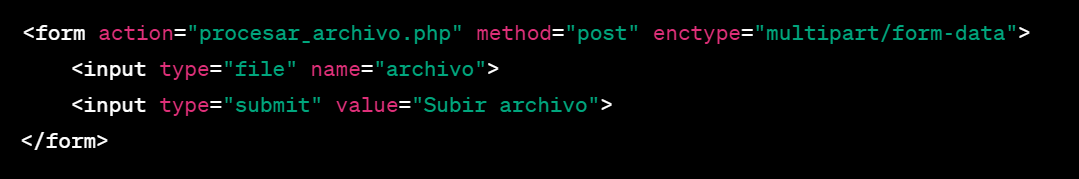 <form action="procesar_archivo.php" method="post" enctype="multipart/form-data">
    <input type="file" name="archivo">
    <input type="submit" value="Subir archivo">
</form>